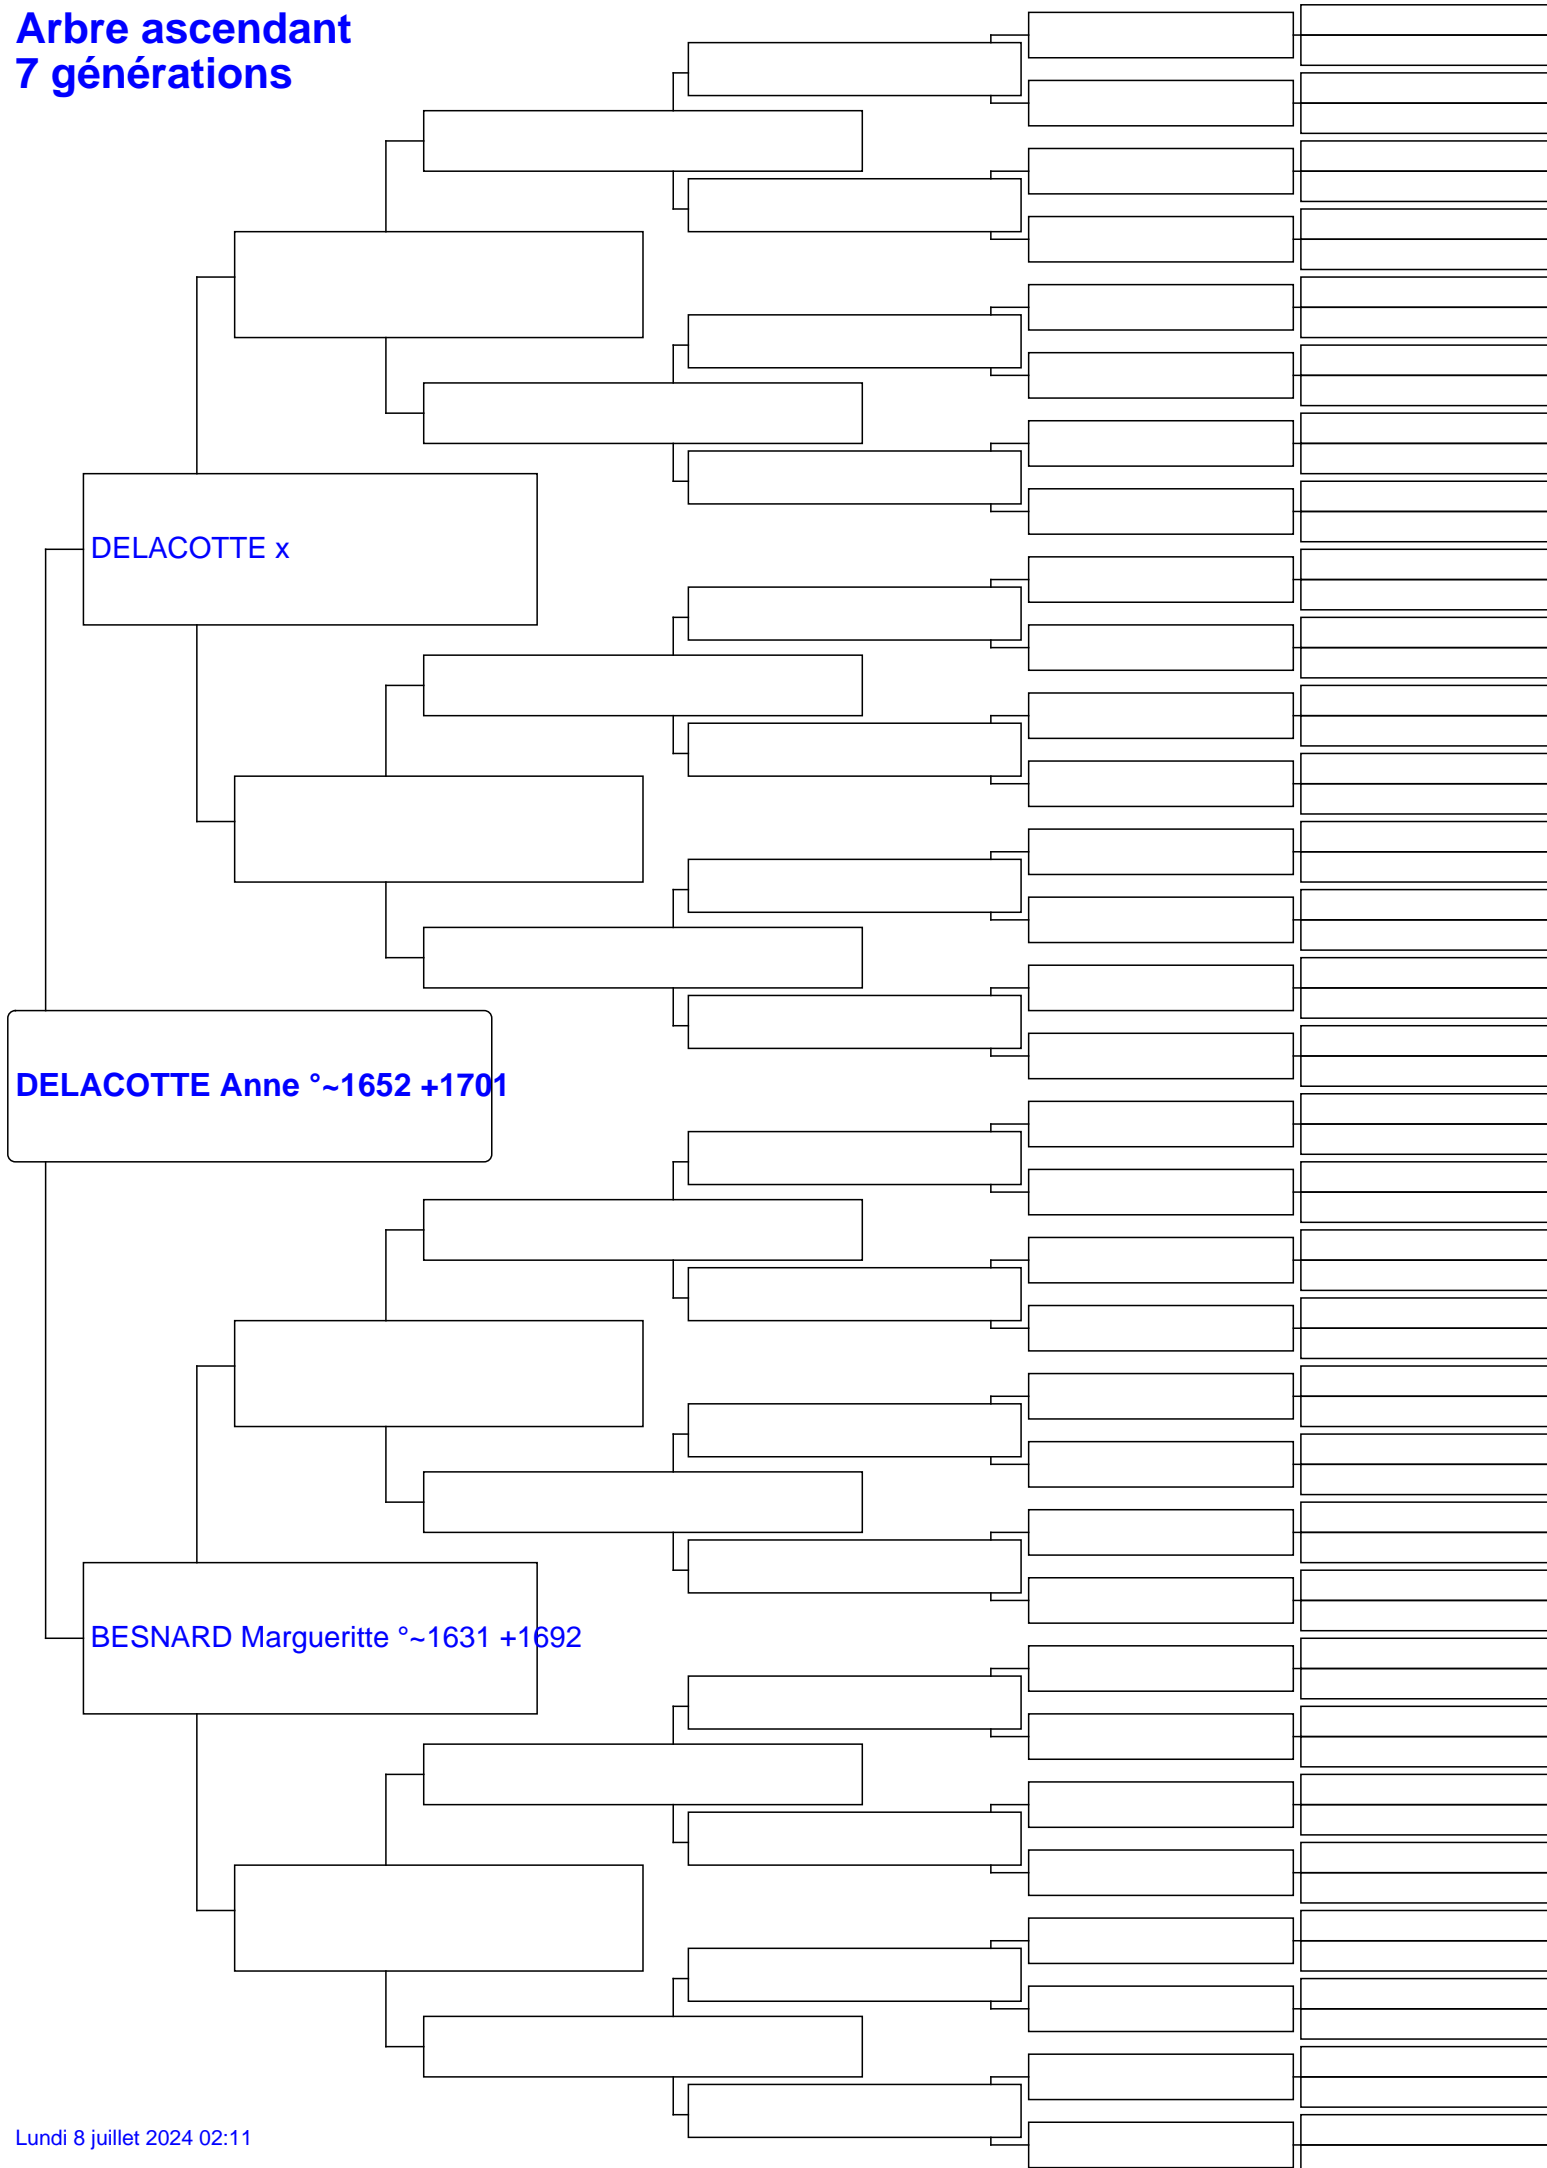 Arbre ascendant
7 générations
DELACOTTE x
DELACOTTE Anne °~1652 +1701
BESNARD Margueritte °~1631 +1692
Lundi 8 juillet 2024 02:11